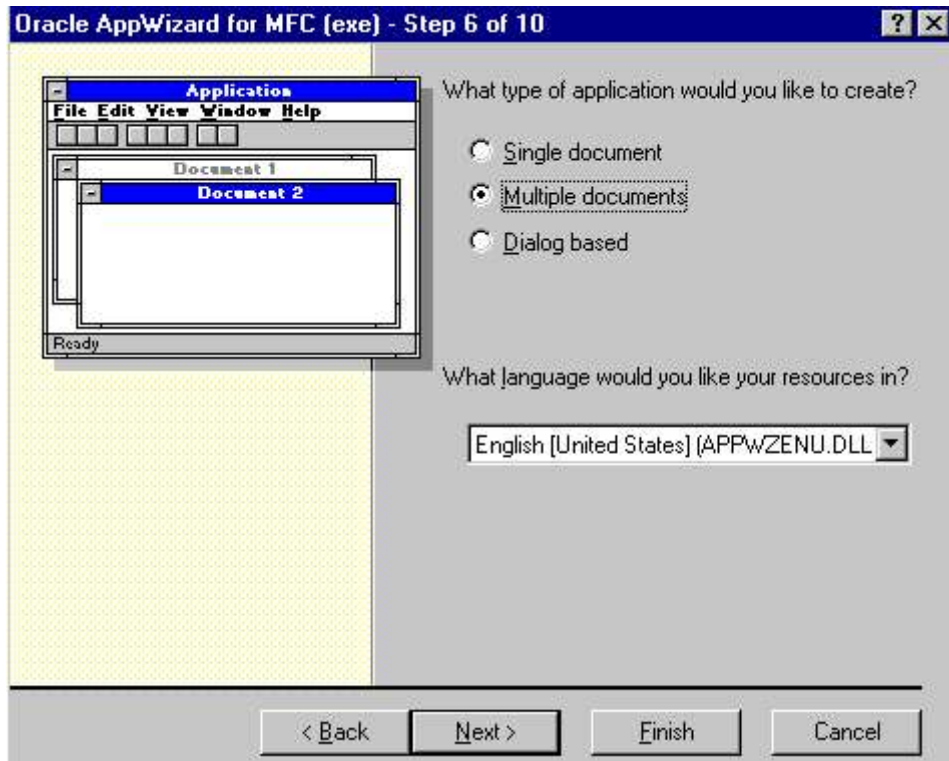 Oracle AppWizard for MFC (exe) - Step 6 of 10
Application
File Edit View Window Help
Document 1
Document 2
Ready
What type of application would you like to create?
Single document
Multiple documents
Dialog based
What language would you like your resources in?
English [United States] (APPWZENU.DLL
< Back
Next >
Finish
Cancel